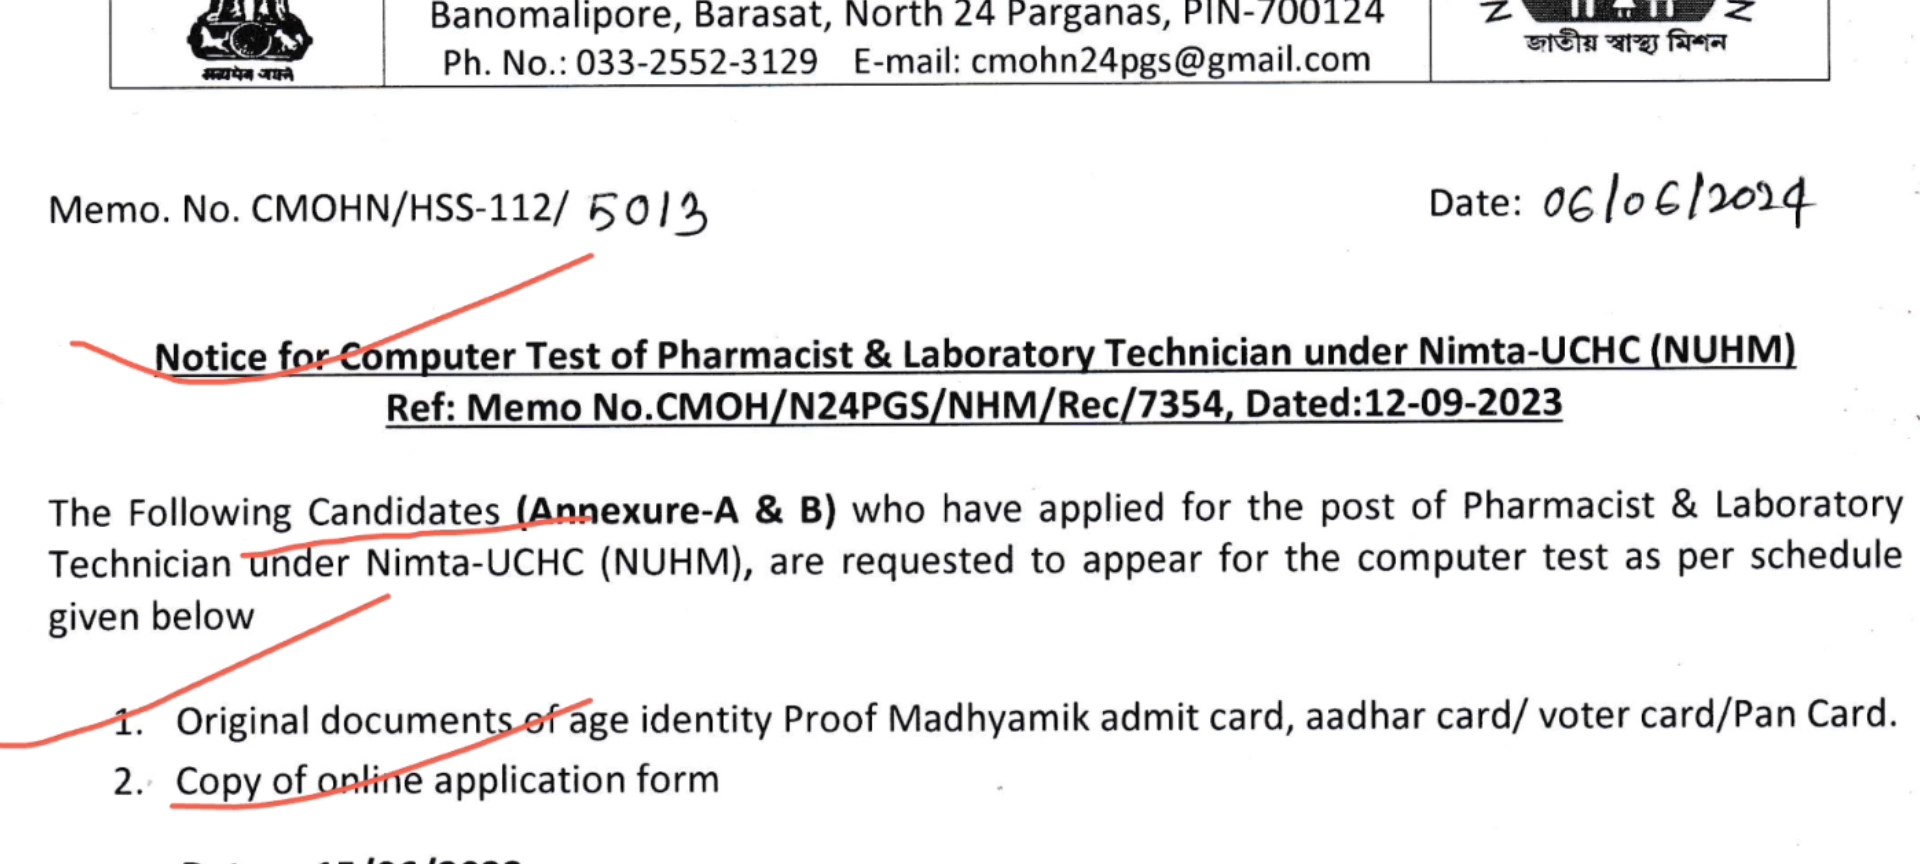 Banomalipore, Barasat, North 24 Parganas, PIN-700124
Ph. No.: 033-2552-3129 E-mail: cmohn24pgs@gmail.com
सत्यमेव जयते
জাতীয় স্বাস্থ্য মিশন
Memo. No. CMOHN/HSS-112/ 5013
Date: 06/06/2024
Notice for Computer Test of Pharmacist & Laboratory Technician under Nimta-UCHC (NUHM)
Ref: Memo No.CMOH/N24PGS/NHM/Rec/7354, Dated:12-09-2023
The Following Candidates (Annexure-A & B) who have applied for the post of Pharmacist & Laboratory
Technician under Nimta-UCHC (NUHM), are requested to appear for the computer test as per schedule
given below
1. Original documents of age identity Proof Madhyamik admit card, aadhar card/ voter card/Pan Card.
2. Copy of online application form